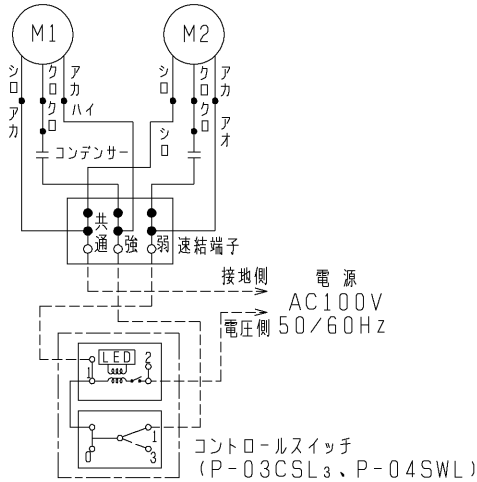 M1
M2
シロ
クロ
アカ
シロ
クロ
アカ
アカ
クロ
ハイ
シロ
クロ
アオ
コンデンサー
共通
強
弱
速結端子
接地側
電源
AC100V
電圧側
50/60Hz
LED
1
2
1
0
3
コントロールスイッチ
(P-03CSL₃、P-04SWL)